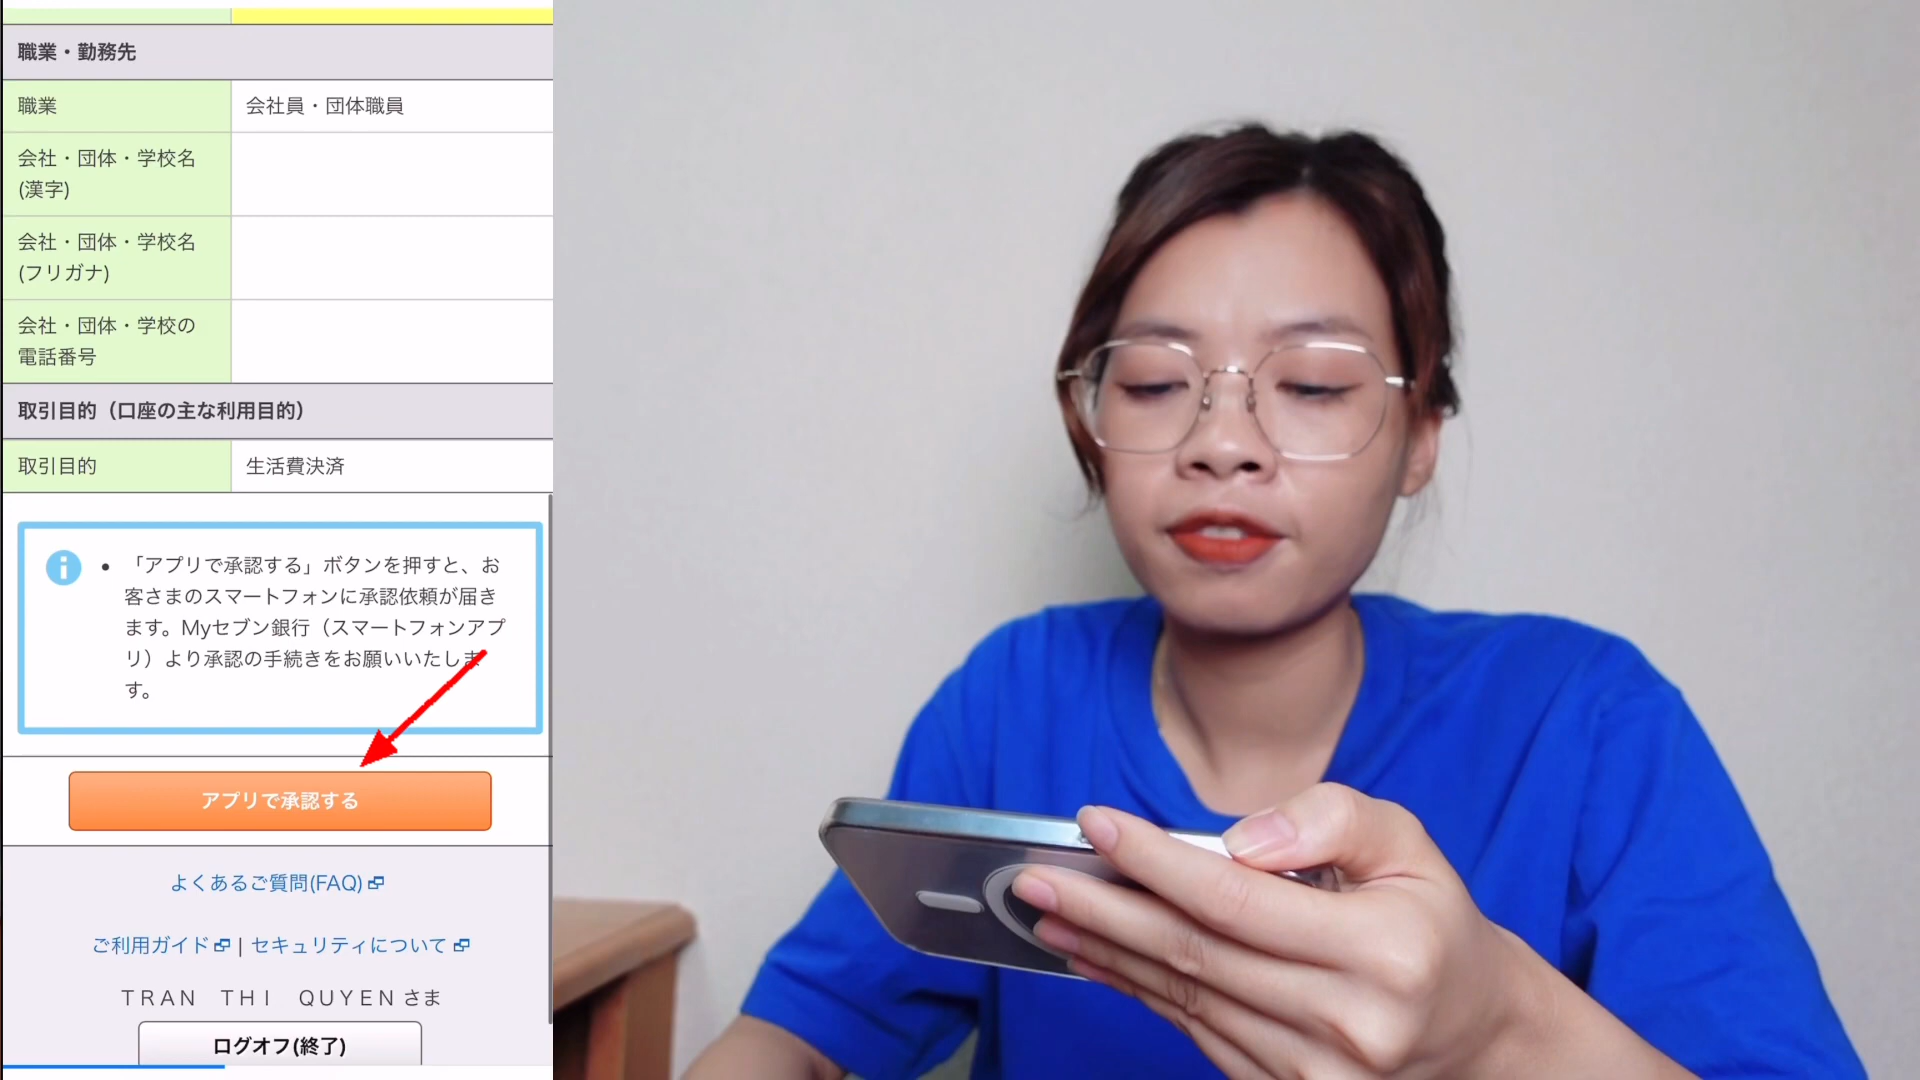 職業・勤務先
職業
会社員・団体職員
会社・団体・学校名
(漢字)
会社・団体・学校名
(フリガナ)
会社・団体・学校の
電話番号
取引目的（口座の主な利用目的）
取引目的
生活費決済
• 「アプリで承認する」ボタンを押すと、お
客さまのスマートフォンに承認依頼が届き
ます。Myセブン銀行（スマートフォンアプ
リ）より承認の手続きをお願いいたしま
す。
アプリで承認する
よくあるご質問(FAQ)
ご利用ガイド | セキュリティについて
ＴＲＡＮ　ＴＨＩ　ＱＵＹＥＮさま
ログオフ(終了)